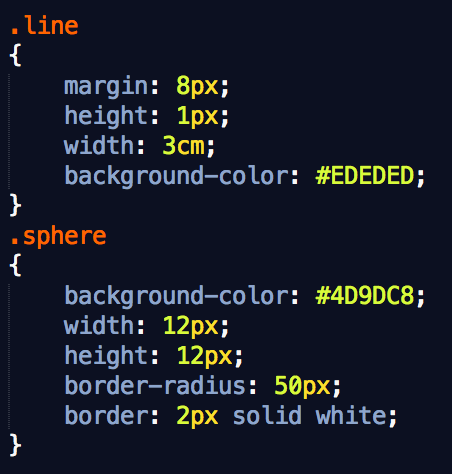 .line
{
margin: 8px;
height: 1px;
width: 3cm;
background-color: #EDEDED;
}
.sphere
{
background-color: #4D9DC8;
width: 12px;
height: 12px;
border-radius: 50px;
border: 2px solid white;
}